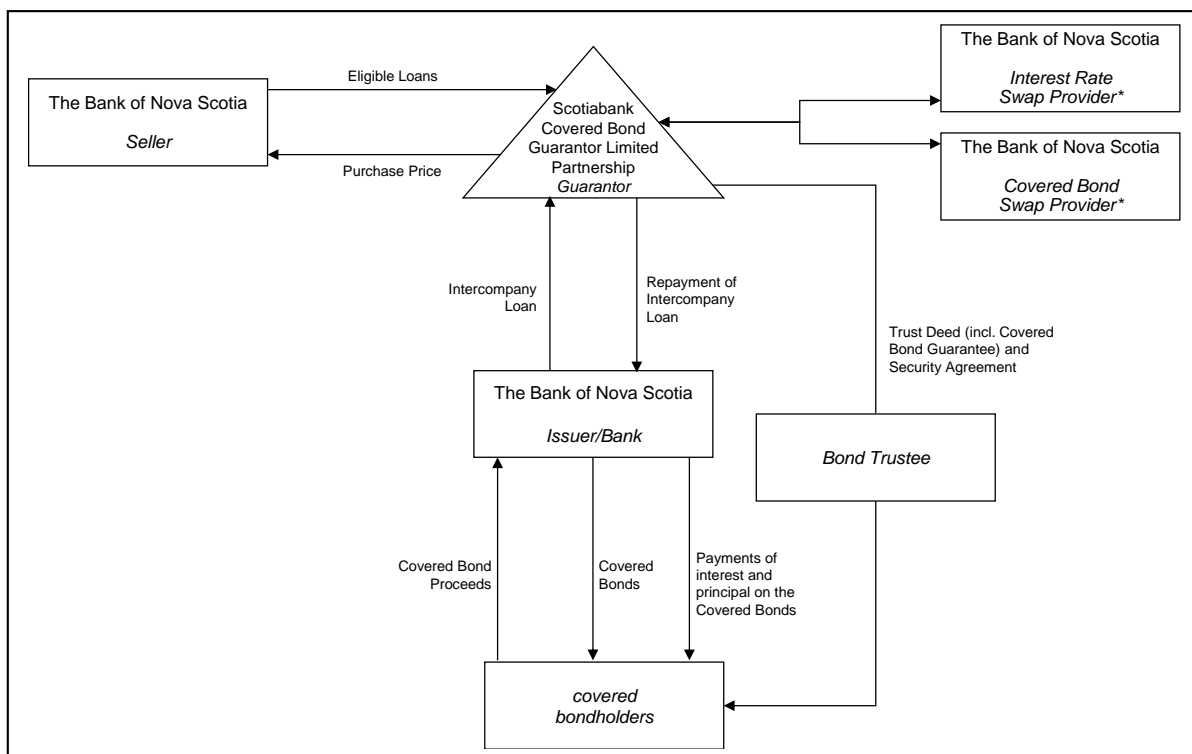 The Bank of Nova Scotia
Seller
Eligible Loans
Purchase Price
Scotiabank
Covered Bond
Guarantor Limited
Partnership
Guarantor
The Bank of Nova Scotia
Interest Rate
Swap Provider*
The Bank of Nova Scotia
Covered Bond
Swap Provider*
Intercompany
Loan
Repayment of
Intercompany
Loan
Trust Deed (incl. Covered
Bond Guarantee) and
Security Agreement
The Bank of Nova Scotia
Issuer/Bank
Bond Trustee
Covered Bond
Proceeds
Covered
Bonds
Payments of
interest and
principal on the
Covered Bonds
covered
bondholders